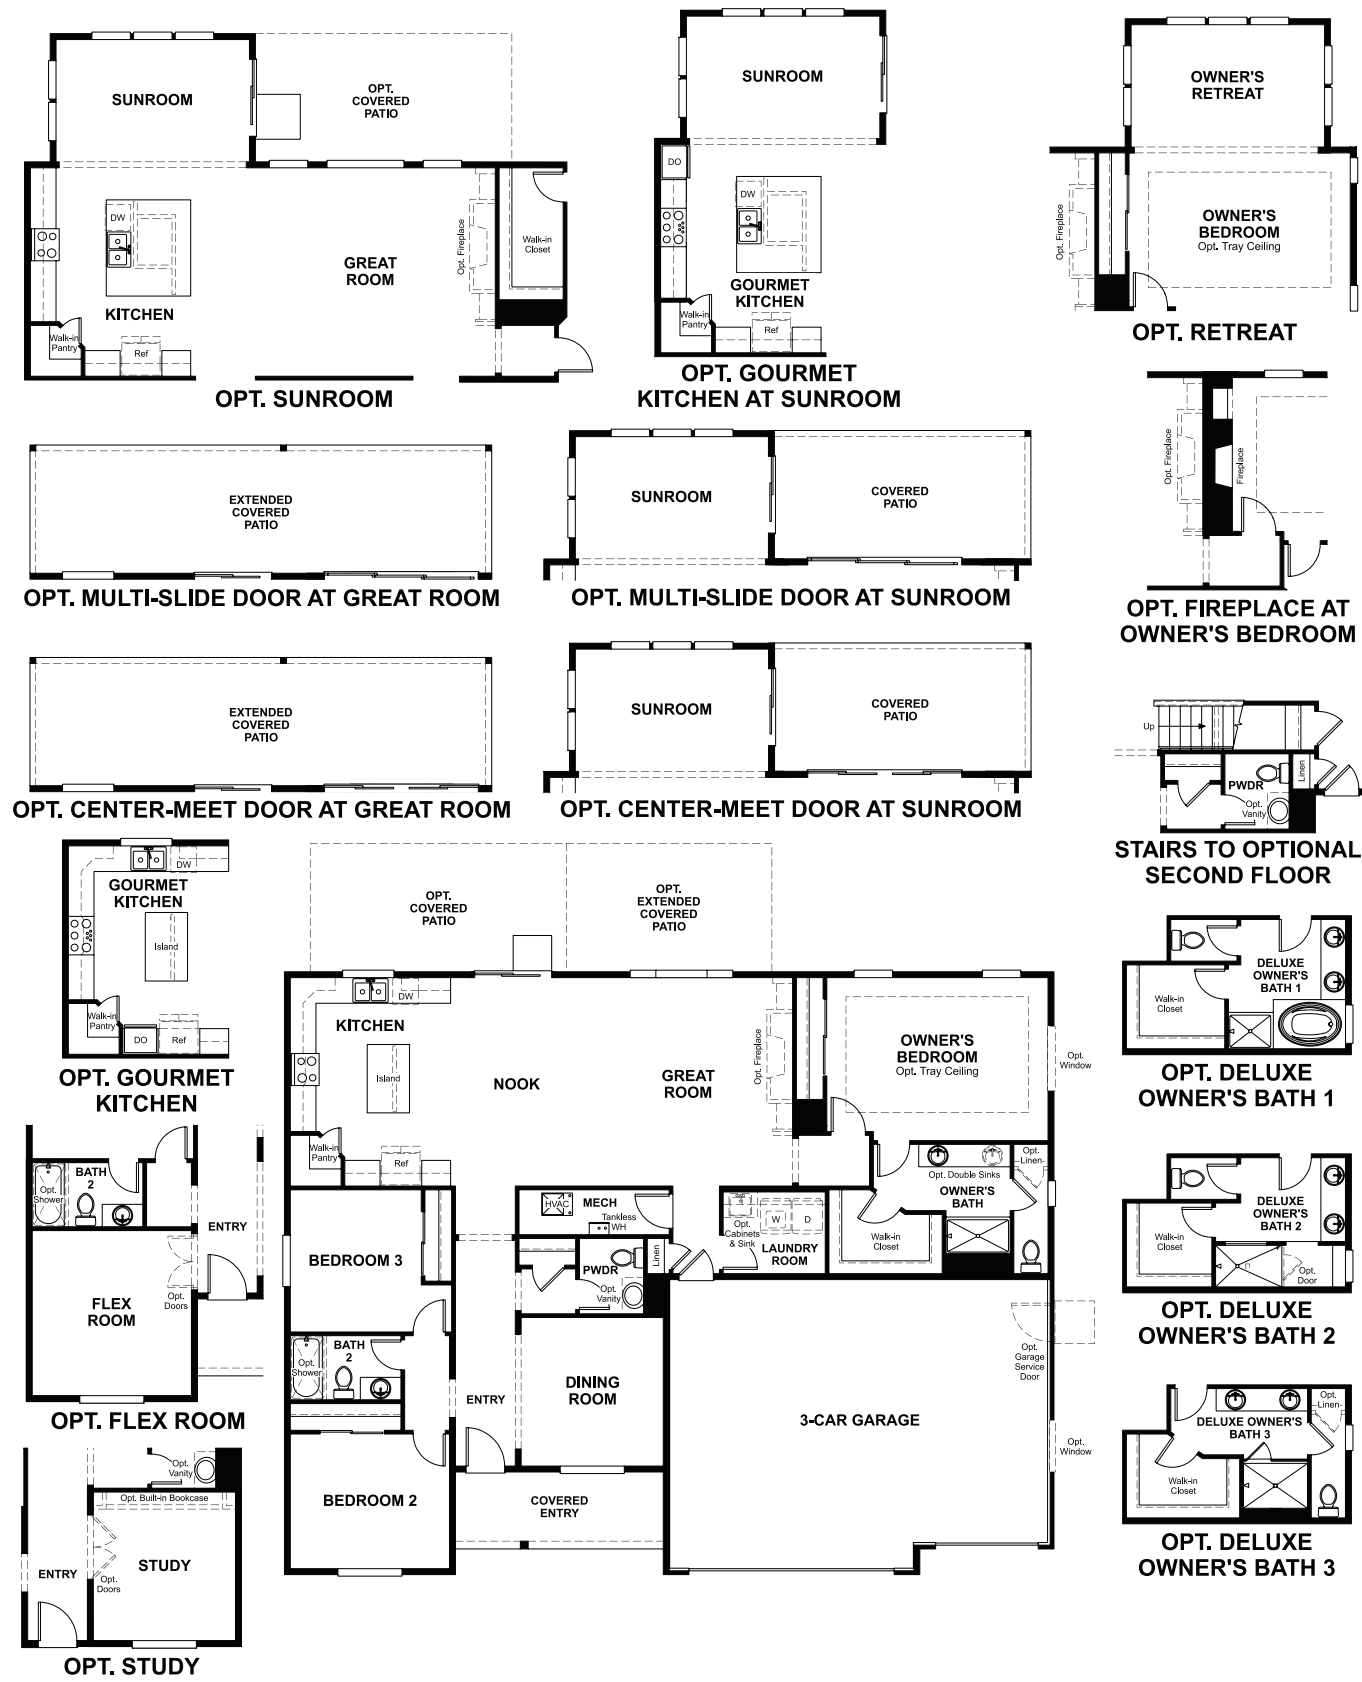 SUNROOM
OPT.
COVERED
PATIO
DW
KITCHEN
GREAT
ROOM
Opt. Fireplace
Walk-in
Closet
Walk-in
Pantry
Ref
OPT. SUNROOM
SUNROOM
DO
DW
GOURMET
KITCHEN
Walk-in
Pantry
Ref
OPT. GOURMET
KITCHEN AT SUNROOM
OWNER'S
RETREAT
OWNER'S
BEDROOM
Opt. Tray Ceiling
Opt. Fireplace
OPT. RETREAT
Opt. Fireplace
Fireplace
OPT. FIREPLACE AT
OWNER'S BEDROOM
EXTENDED
COVERED
PATIO
OPT. MULTI-SLIDE DOOR AT GREAT ROOM
SUNROOM
COVERED
PATIO
OPT. MULTI-SLIDE DOOR AT SUNROOM
EXTENDED
COVERED
PATIO
OPT. CENTER-MEET DOOR AT GREAT ROOM
SUNROOM
COVERED
PATIO
OPT. CENTER-MEET DOOR AT SUNROOM
Up
PWDR
Linen
Opt.
Vanity
STAIRS TO OPTIONAL
SECOND FLOOR
DW
GOURMET
KITCHEN
Island
Walk-in
Pantry
DO
Ref
OPT. GOURMET
KITCHEN
BATH
2
Opt.
Shower
ENTRY
FLEX
ROOM
Opt.
Doors
OPT. FLEX ROOM
Opt.
Vanity
Opt. Built-in Bookcase
STUDY
ENTRY
Opt.
Doors
OPT. STUDY
OPT.
COVERED
PATIO
OPT.
EXTENDED
COVERED
PATIO
DW
KITCHEN
Island
NOOK
GREAT
ROOM
Opt. Fireplace
OWNER'S
BEDROOM
Opt. Tray Ceiling
Opt.
Window
Walk-in
Pantry
Ref
Opt. Double Sinks
Opt.
Linen
OWNER'S
BATH
Walk-in
Closet
HVAC
MECH
Tankless
WH
Opt.
Cabinets
& Sink
W
D
LAUNDRY
ROOM
BEDROOM 3
PWDR
Linen
Opt.
Vanity
BATH
2
Opt.
Shower
ENTRY
DINING
ROOM
Opt.
Garage
Service
Door
3-CAR GARAGE
Opt.
Window
BEDROOM 2
COVERED
ENTRY
DELUXE
OWNER'S
BATH 1
Walk-in
Closet
OPT. DELUXE
OWNER'S BATH 1
DELUXE
OWNER'S
BATH 2
Walk-in
Closet
Opt.
Door
OPT. DELUXE
OWNER'S BATH 2
Opt.
Linen
DELUXE OWNER'S
BATH 3
Walk-in
Closet
OPT. DELUXE
OWNER'S BATH 3